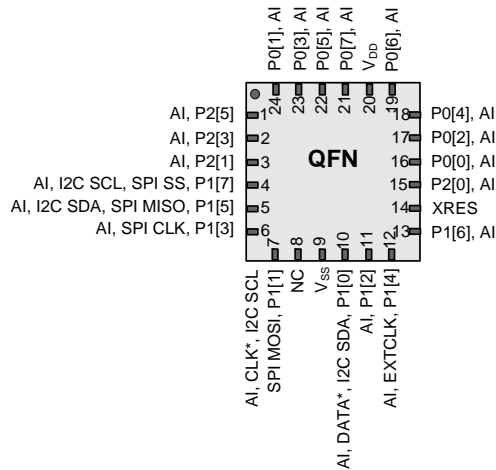 P0[1], AI
P0[3], AI
P0[5], AI
P0[7], AI
VDD
P0[6], AI
24
23
22
21
20
19
AI, P2[5]
1
AI, P2[3]
2
AI, P2[1]
3
AI, I2C SCL, SPI SS, P1[7]
4
AI, I2C SDA, SPI MISO, P1[5]
5
AI, SPI CLK, P1[3]
6
QFN
18
P0[4], AI
17
P0[2], AI
16
P0[0], AI
15
P2[0], AI
14
XRES
13
P1[6], AI
7
8
9
10
11
12
AI, CLK*, I2C SCL
SPI MOSI, P1[1]
NC
VSS
AI, DATA*, I2C SDA, P1[0]
AI, P1[2]
AI, EXTCLK, P1[4]